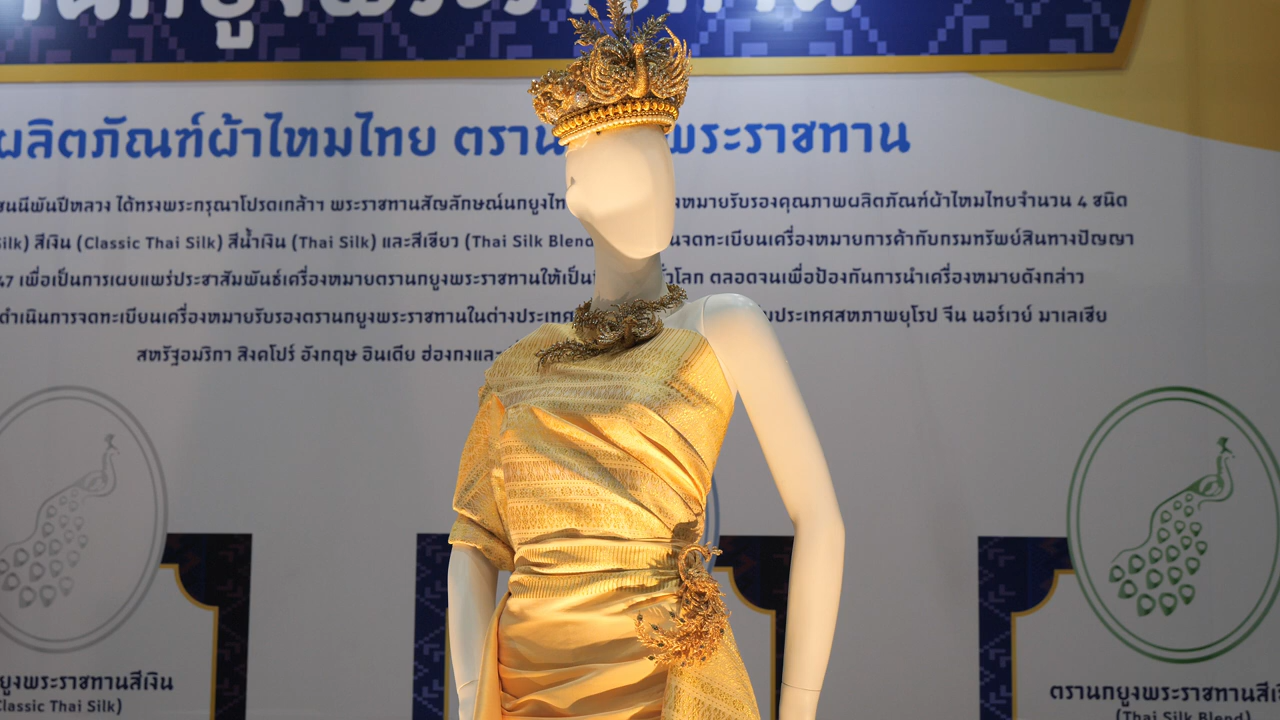 นกยูงพระราชทาน
ผลิตภัณฑ์ผ้าไหมไทย ตรา พระราชทาน
ชนนีพันปีหลวง ได้ทรงพระกรุณาโปรดเกล้าฯ พระราชทานสัญลักษณ์นกยูงไท หมายรับรองคุณภาพผลิตภัณฑ์ผ้าไหมไทยจำนวน 4 ชนิด
Silk) สีเงิน (Classic Thai Silk) สีน้ำเงิน (Thai Silk) และสีเขียว (Thai Silk Blend นจดทะเบียนเครื่องหมายการค้ากับกรมทรัพย์สินทางปัญญา
47 เพื่อเป็นการเผยแพร่ประชาสัมพันธ์เครื่องหมายตรานกยูงพระราชทานให้เป็น วโลก ตลอดจนเพื่อป้องกันการนำเครื่องหมายดังกล่าว
ดำเนินการจดทะเบียนเครื่องหมายรับรองตรานกยูงพระราชทานในต่างประเทศ ประเทศสหภาพยุโรป จีน นอร์เวย์ มาเลเซีย
สหรัฐอเมริกา สิงคโปร์ อังกฤษ อินเดีย ฮ่องกงและ
ยูงพระราชทานสีเงิน
Classic Thai Silk)
ตรานกยูงพระราชทานสีเ
(Thai Silk Blend)